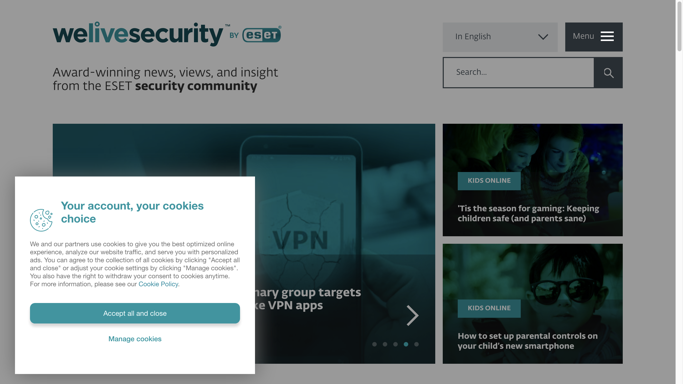 welivesecurity™ BY eseT®
In English
Menu
Award-winning news, views, and insight
from the ESET security community
Search...
KIDS ONLINE
'Tis the season for gaming: Keeping
children safe (and parents sane)
VPN
group targets
VPN apps
KIDS ONLINE
How to set up parental controls on
your child's new smartphone
Your account, your cookies
choice
We and our partners use cookies to give you the best optimized online
experience, analyze our website traffic, and serve you with personalized
ads. You can agree to the collection of all cookies by clicking "Accept all
and close" or adjust your cookie settings by clicking "Manage cookies".
You also have the right to withdraw your consent to cookies anytime.
For more information, please see our Cookie Policy.
Accept all and close
Manage cookies